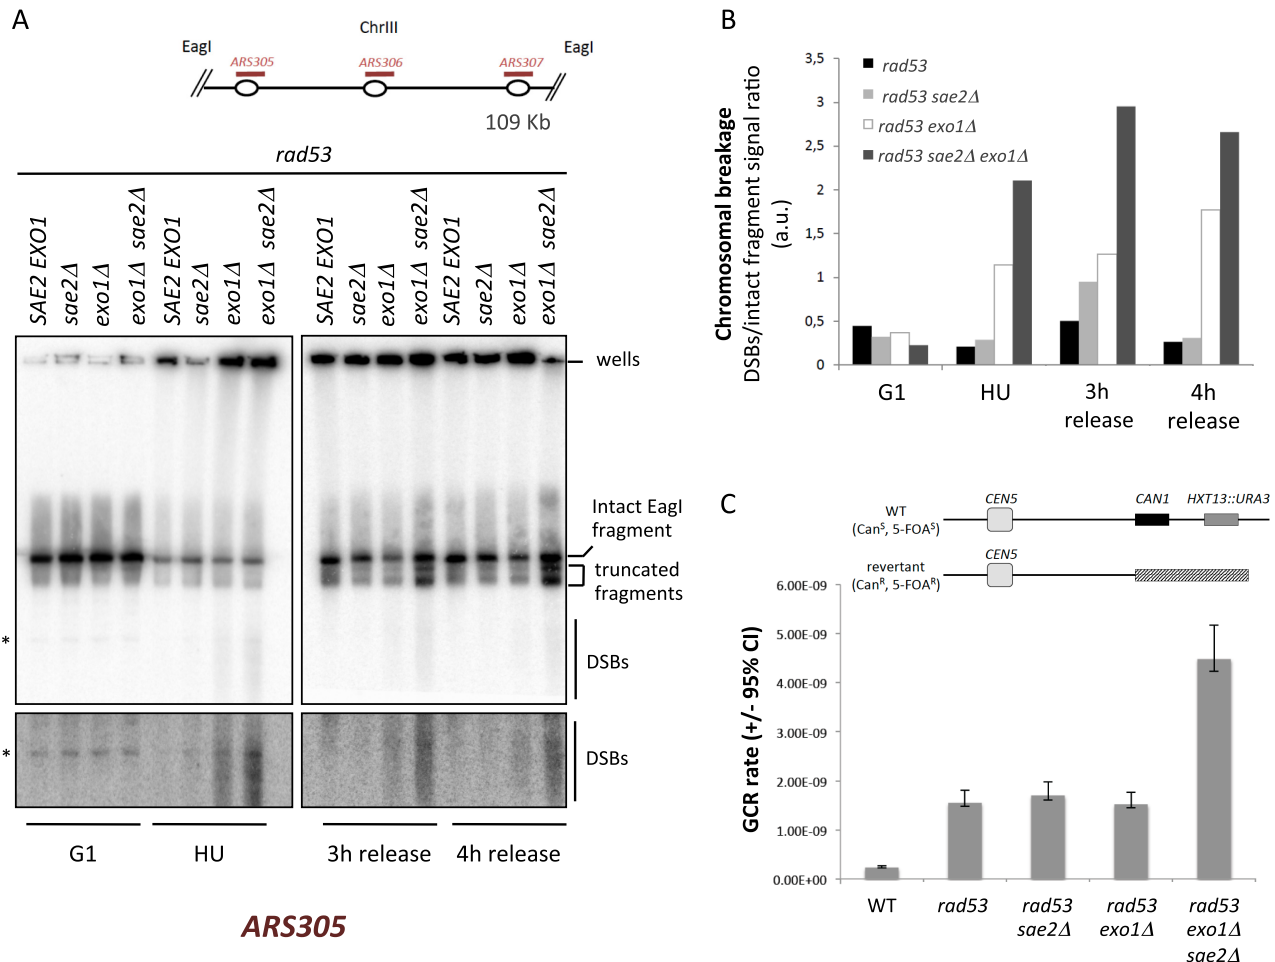 A
ChrIII
EagI
EagI
ARS305
ARS306
ARS307
109 Kb
rad53
SAE2 EXO1
sae2Δ
exo1Δ
exo1Δ sae2Δ
SAE2 EXO1
sae2Δ
exo1Δ
exo1Δ sae2Δ
SAE2 EXO1
sae2Δ
exo1Δ
exo1Δ sae2Δ
SAE2 EXO1
sae2Δ
exo1Δ
exo1Δ sae2Δ
wells
Intact EagI
fragment
truncated
fragments
*
DSBs
*
DSBs
G1
HU
3h release
4h release
ARS305
B
Chromosomal breakage
DSBs/intact fragment signal ratio
(a.u.)
3,5
3
2,5
2
1,5
1
0,5
0
rad53
rad53 sae2Δ
rad53 exo1Δ
rad53 sae2Δ exo1Δ
G1
HU
3h
release
4h
release
C
WT
(CanS, 5-FOAS)
CEN5
CAN1
HXT13::URA3
revertant
(CanR, 5-FOAR)
CEN5
GCR rate (+/- 95% CI)
6.00E-09
5.00E-09
4.00E-09
3.00E-09
2.00E-09
1.00E-09
0.00E+00
WT
rad53
rad53
sae2Δ
rad53
exo1Δ
rad53
exo1Δ
sae2Δ